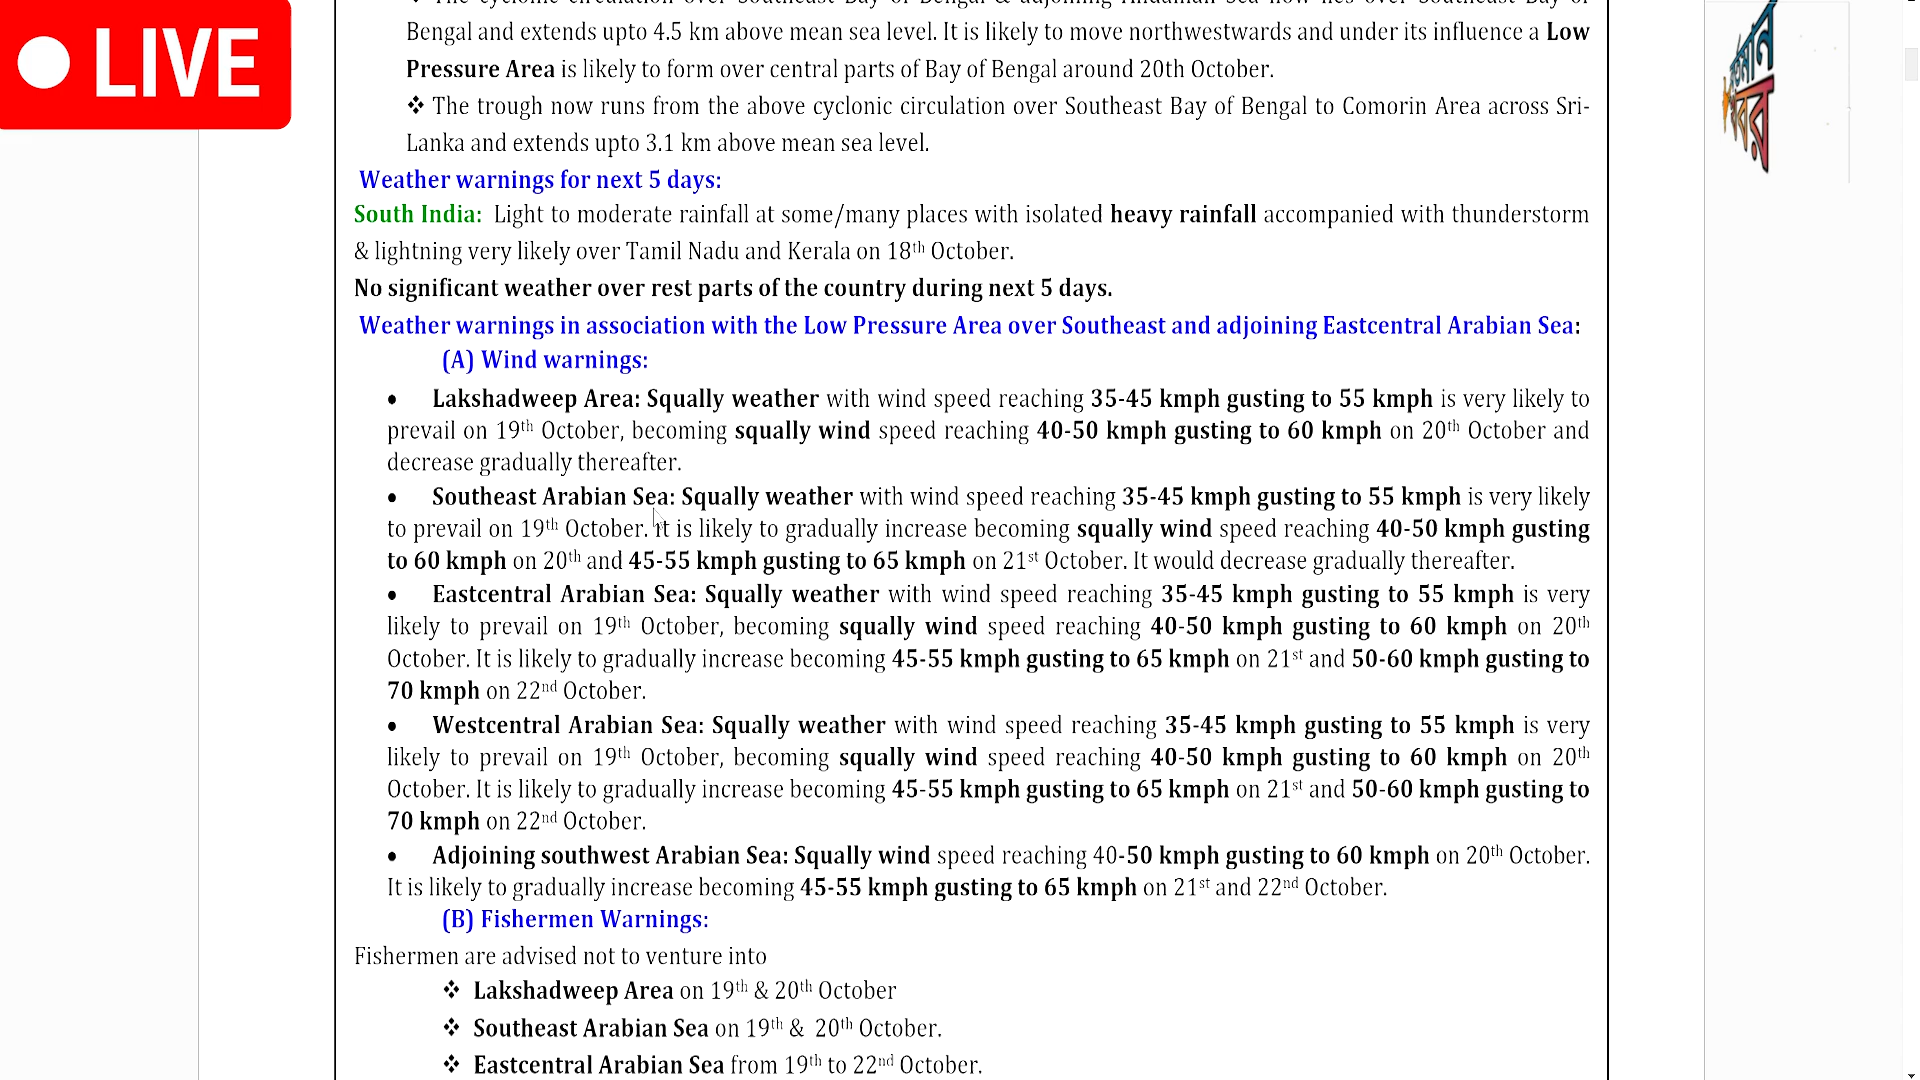 LIVE
❖ The cyclonic circulation over Southeast Bay of Bengal & adjoining Andaman Sea now lies over Southeast Bay of
Bengal and extends upto 4.5 km above mean sea level. It is likely to move northwestwards and under its influence a Low
Pressure Area is likely to form over central parts of Bay of Bengal around 20th October.
❖ The trough now runs from the above cyclonic circulation over Southeast Bay of Bengal to Comorin Area across Sri-
Lanka and extends upto 3.1 km above mean sea level.
Weather warnings for next 5 days:
South India: Light to moderate rainfall at some/many places with isolated heavy rainfall accompanied with thunderstorm
& lightning very likely over Tamil Nadu and Kerala on 18th October.
No significant weather over rest parts of the country during next 5 days.
Weather warnings in association with the Low Pressure Area over Southeast and adjoining Eastcentral Arabian Sea:
(A) Wind warnings:
• Lakshadweep Area: Squally weather with wind speed reaching 35-45 kmph gusting to 55 kmph is very likely to
prevail on 19th October, becoming squally wind speed reaching 40-50 kmph gusting to 60 kmph on 20th October and
decrease gradually thereafter.
• Southeast Arabian Sea: Squally weather with wind speed reaching 35-45 kmph gusting to 55 kmph is very likely
to prevail on 19th October. It is likely to gradually increase becoming squally wind speed reaching 40-50 kmph gusting
to 60 kmph on 20th and 45-55 kmph gusting to 65 kmph on 21st October. It would decrease gradually thereafter.
• Eastcentral Arabian Sea: Squally weather with wind speed reaching 35-45 kmph gusting to 55 kmph is very
likely to prevail on 19th October, becoming squally wind speed reaching 40-50 kmph gusting to 60 kmph on 20th
October. It is likely to gradually increase becoming 45-55 kmph gusting to 65 kmph on 21st and 50-60 kmph gusting to
70 kmph on 22nd October.
• Westcentral Arabian Sea: Squally weather with wind speed reaching 35-45 kmph gusting to 55 kmph is very
likely to prevail on 19th October, becoming squally wind speed reaching 40-50 kmph gusting to 60 kmph on 20th
October. It is likely to gradually increase becoming 45-55 kmph gusting to 65 kmph on 21st and 50-60 kmph gusting to
70 kmph on 22nd October.
• Adjoining southwest Arabian Sea: Squally wind speed reaching 40-50 kmph gusting to 60 kmph on 20th October.
It is likely to gradually increase becoming 45-55 kmph gusting to 65 kmph on 21st and 22nd October.
(B) Fishermen Warnings:
Fishermen are advised not to venture into
❖ Lakshadweep Area on 19th & 20th October
❖ Southeast Arabian Sea on 19th & 20th October.
❖ Eastcentral Arabian Sea from 19th to 22nd October.